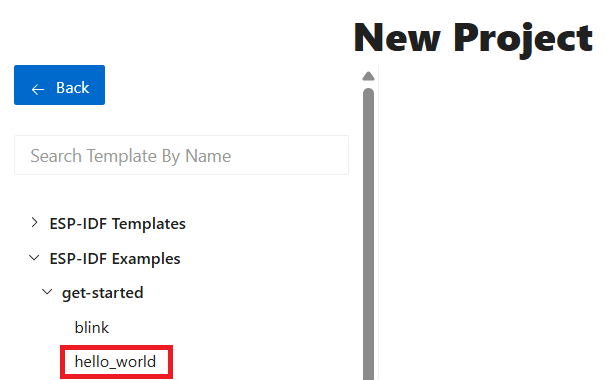 New Project
← Back
Search Template By Name
ESP-IDF Templates
ESP-IDF Examples
get-started
blink
hello_world